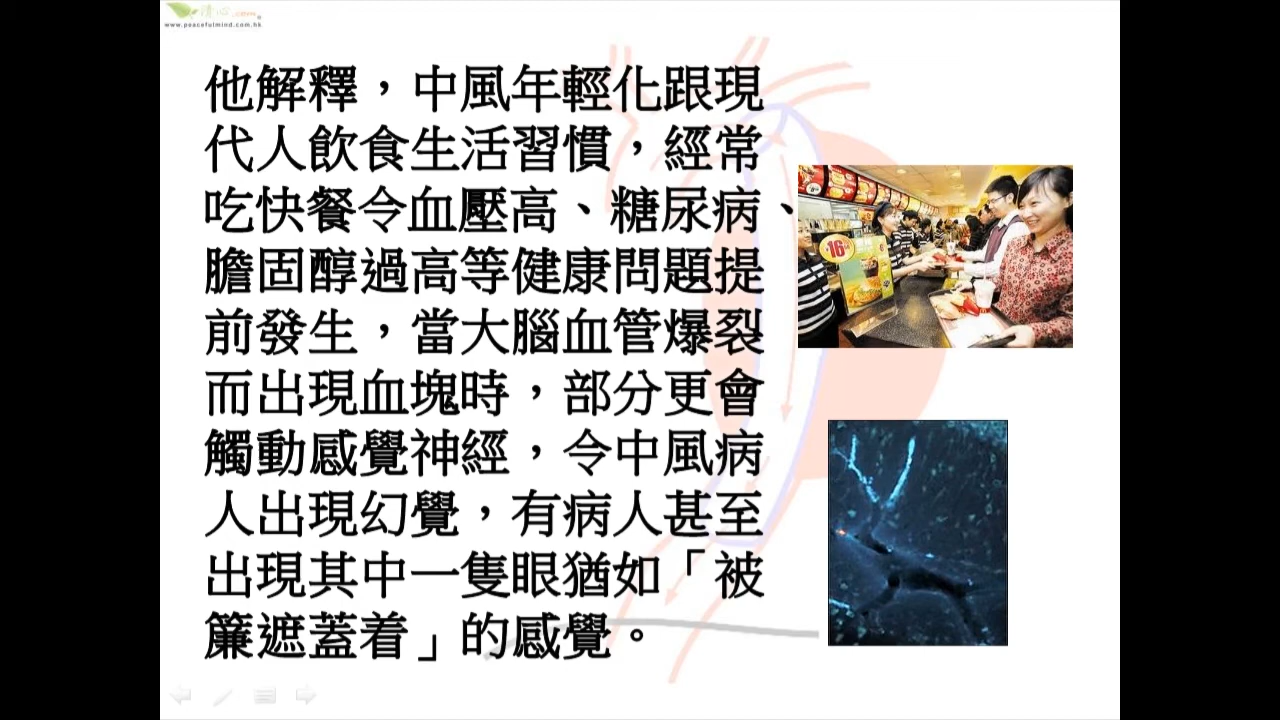 清心.com
www.peacefulmind.com.hk
他解釋，中風年輕化跟現
代人飲食生活習慣，經常
吃快餐令血壓高、糖尿病、
膽固醇過高等健康問題提
前發生，當大腦血管爆裂
而出現血塊時，部分更會
觸動感覺神經，令中風病
人出現幻覺，有病人甚至
出現其中一隻眼猶如「被
簾遮蓋着」的感覺。
16